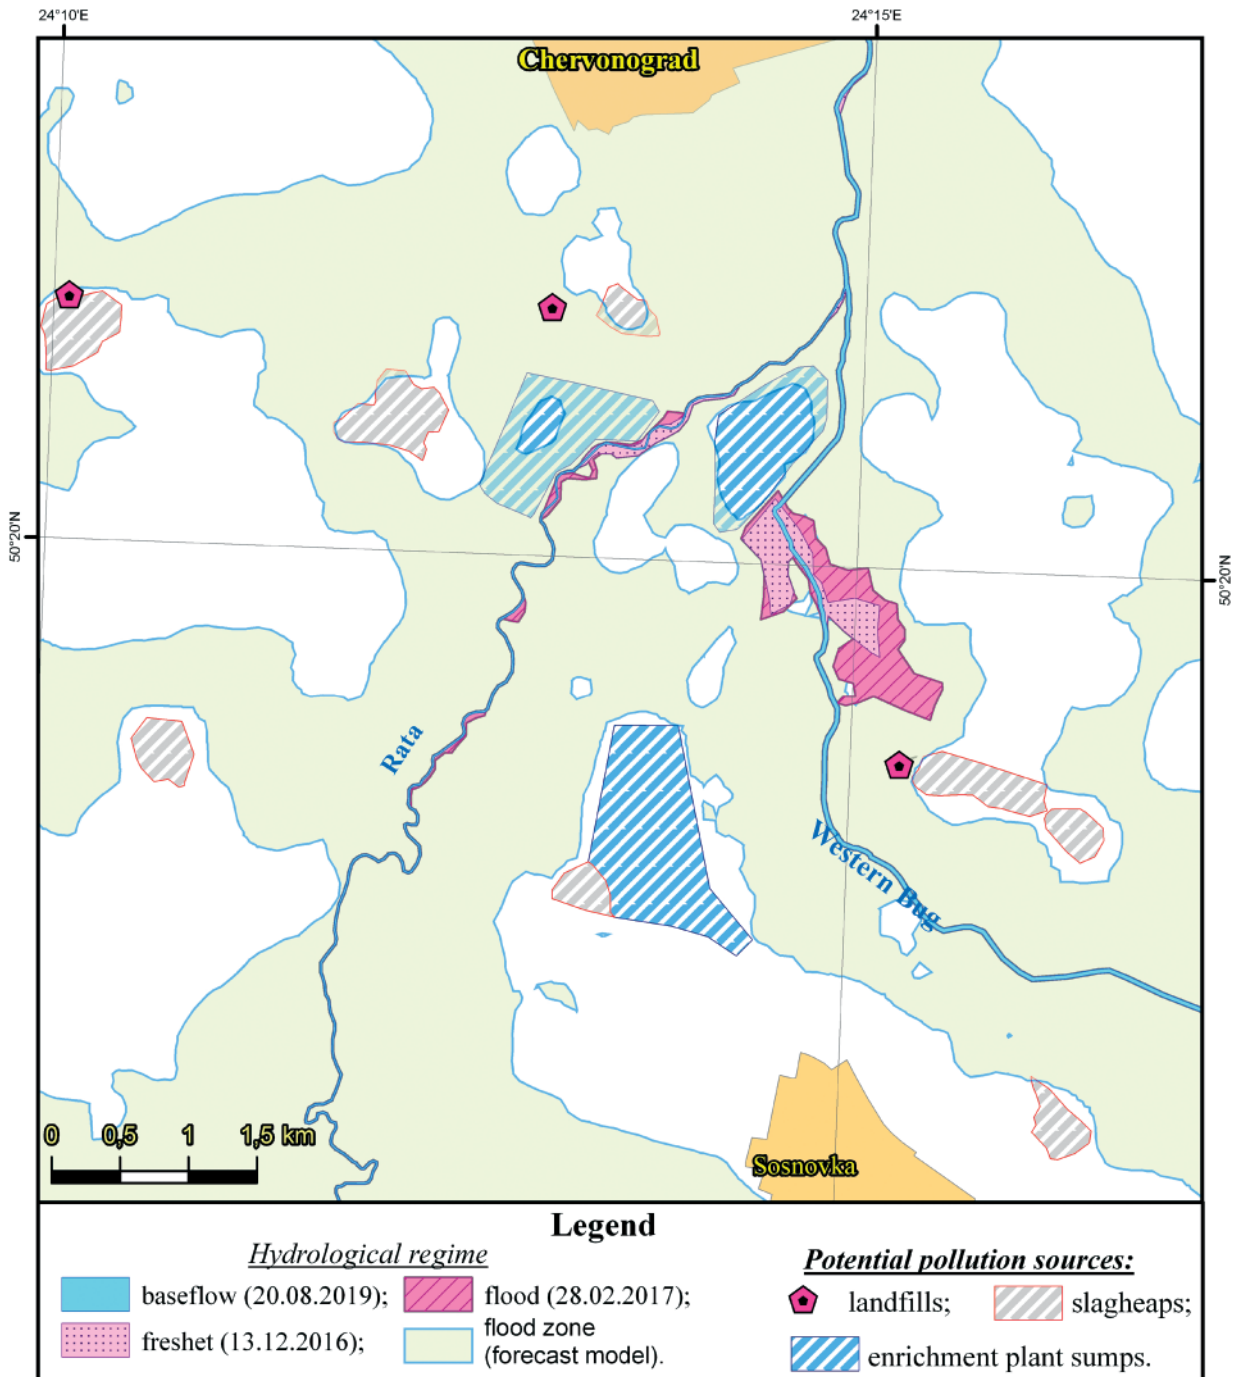 24°10'E
24°15'E
Chervonograd
50°20'N
50°20'N
Rata
Western Bug
0 0,5 1 1,5 km
Sosnovka
Legend
Hydrological regime
Potential pollution sources:
baseflow (20.08.2019);
flood (28.02.2017);
landfills;
slagheaps;
freshet (13.12.2016);
flood zone
(forecast model).
enrichment plant sumps.